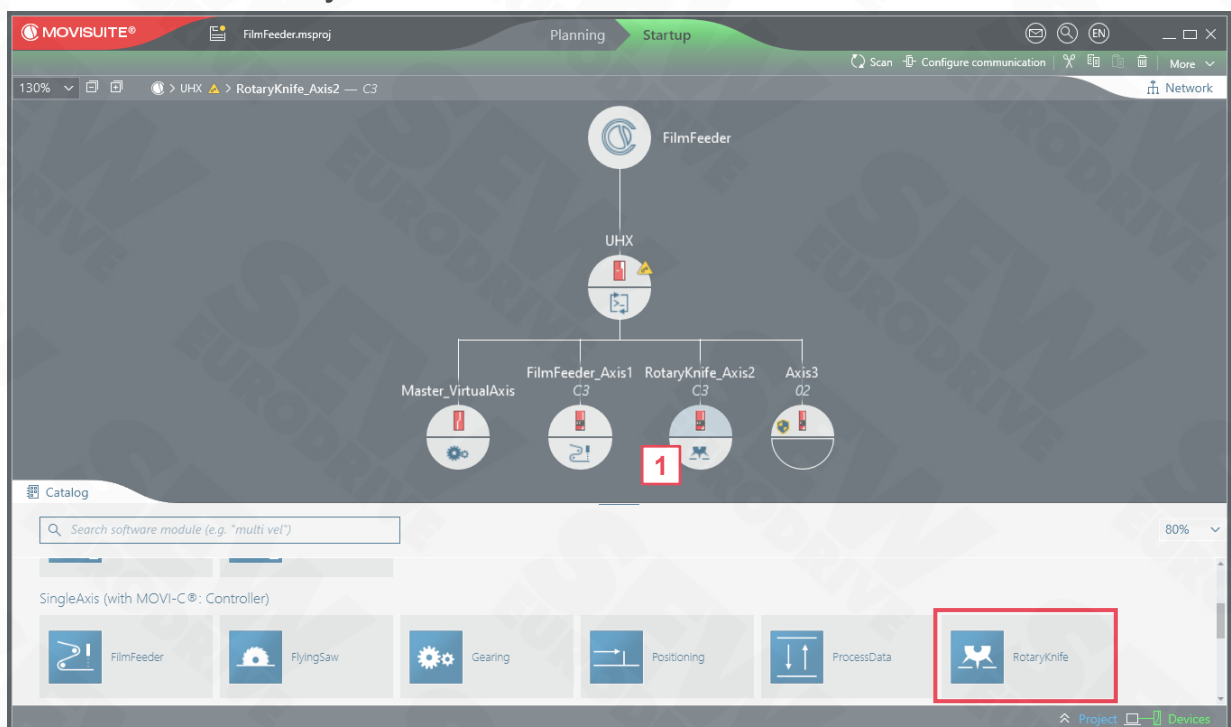 MOVISUITE®
FilmFeeder.msproj
Planning
Startup
EN
Scan
Configure communication
More
130%
> UHX > RotaryKnife_Axis2 — C3
Network
FilmFeeder
UHX
Master_VirtualAxis
FilmFeeder_Axis1
C3
RotaryKnife_Axis2
C3
Axis3
02
1
Catalog
Search software module (e.g. "multi vel")
80%
SingleAxis (with MOVI-C®: Controller)
FilmFeeder
FlyingSaw
Gearing
Positioning
ProcessData
RotaryKnife
Project
Devices
SEW
EURODRIVE